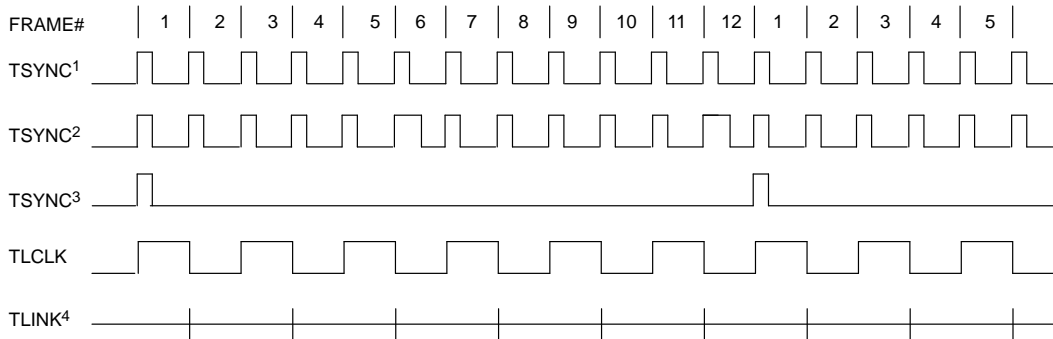 FRAME# 1 2 3 4 5 6 7 8 9 10 11 12 1 2 3 4 5
TSYNC1
TSYNC2
TSYNC3
TLCLK
TLINK4